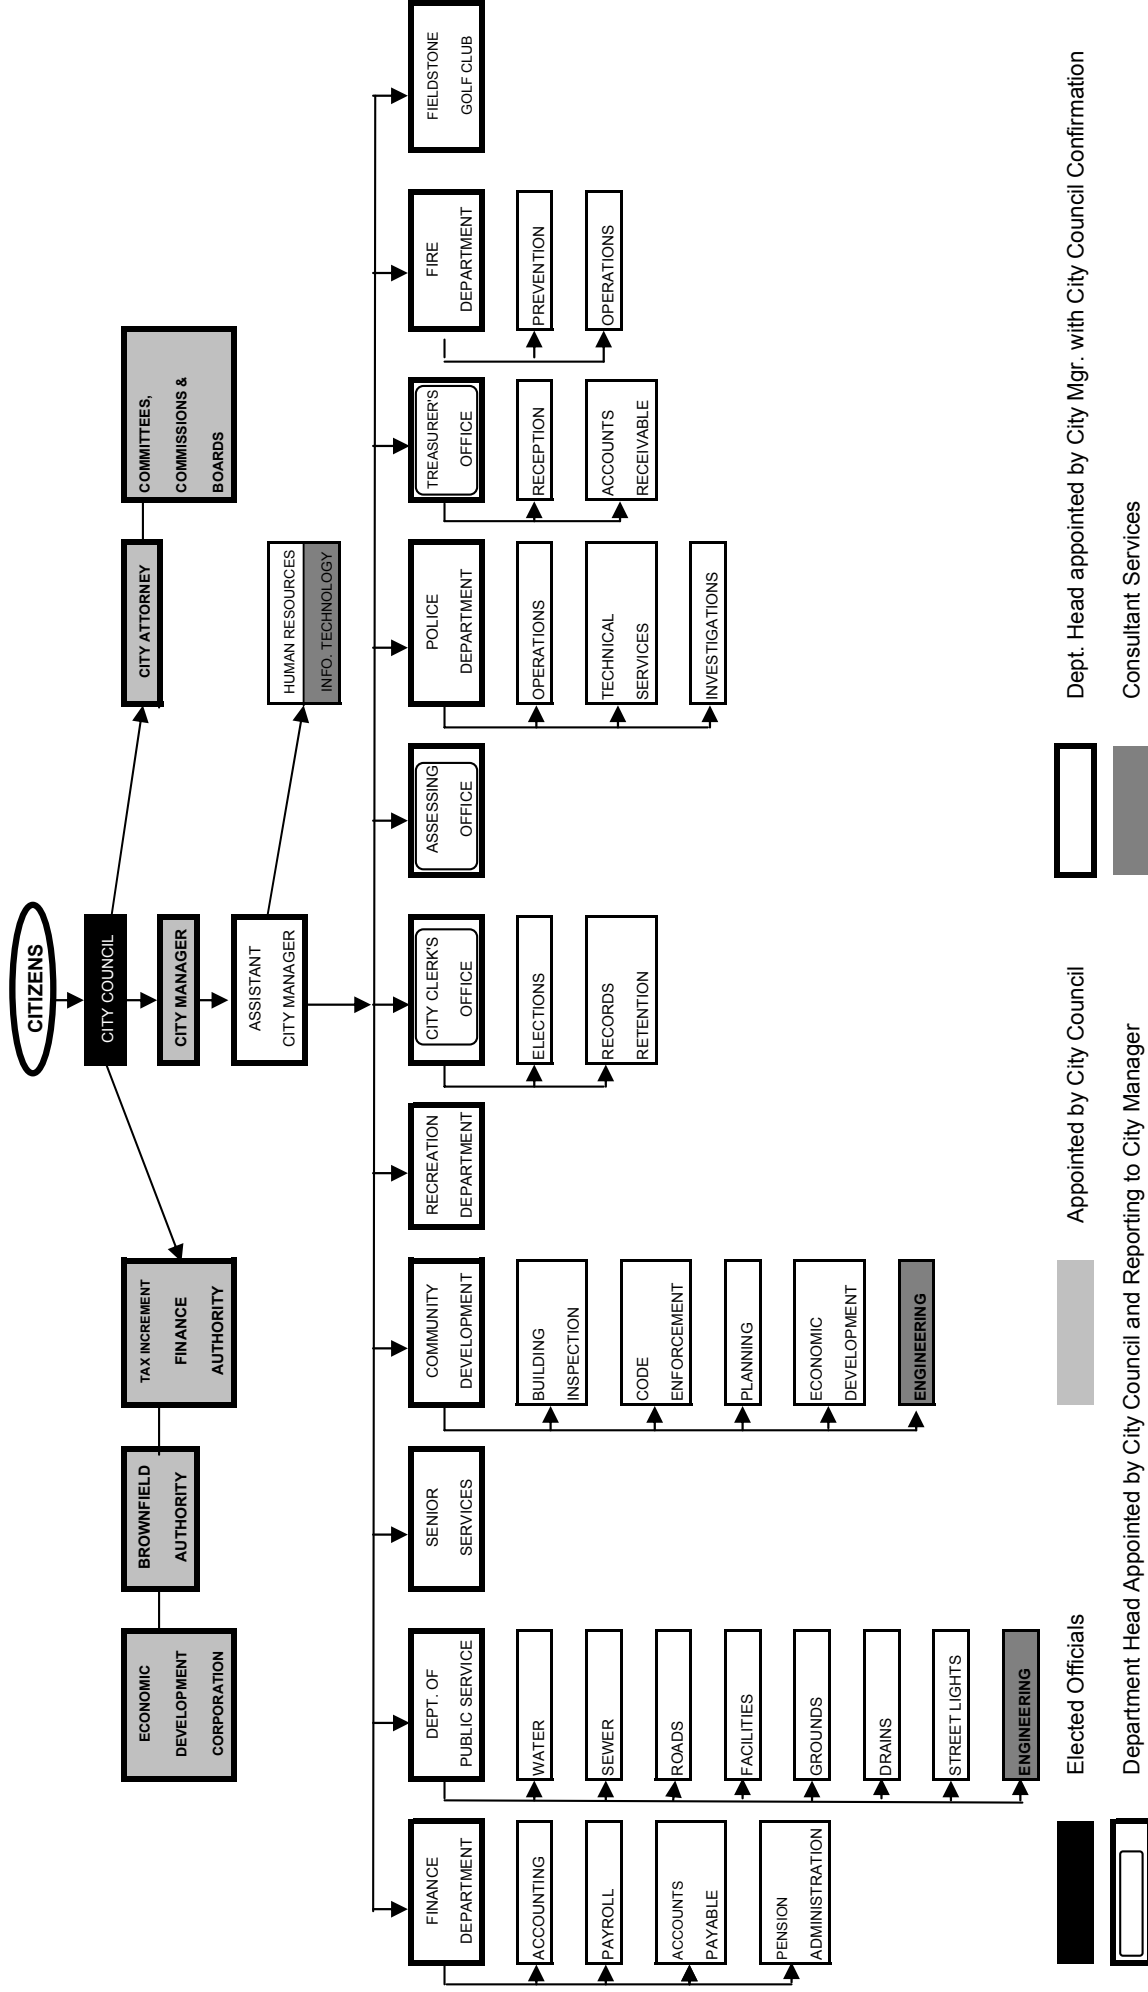 CITIZENS
CITY COUNCIL
CITY MANAGER
ASSISTANT
CITY MANAGER
ECONOMIC
DEVELOPMENT
CORPORATION
BROWNFIELD
AUTHORITY
TAX INCREMENT
FINANCE
AUTHORITY
CITY ATTORNEY
COMMITTEES,
COMMISSIONS &
BOARDS
HUMAN RESOURCES
INFO. TECHNOLOGY
FINANCE
DEPARTMENT
ACCOUNTING
PAYROLL
ACCOUNTS
PAYABLE
PENSION
ADMINISTRATION
DEPT. OF
PUBLIC SERVICE
WATER
SEWER
ROADS
FACILITIES
GROUNDS
DRAINS
STREET LIGHTS
ENGINEERING
SENIOR
SERVICES
COMMUNITY
DEVELOPMENT
BUILDING
INSPECTION
CODE
ENFORCEMENT
PLANNING
ECONOMIC
DEVELOPMENT
ENGINEERING
RECREATION
DEPARTMENT
CITY CLERK'S
OFFICE
ELECTIONS
RECORDS
RETENTION
ASSESSING
OFFICE
POLICE
DEPARTMENT
OPERATIONS
TECHNICAL
SERVICES
INVESTIGATIONS
TREASURER'S
OFFICE
RECEPTION
ACCOUNTS
RECEIVABLE
FIRE
DEPARTMENT
PREVENTION
OPERATIONS
FIELDSTONE
GOLF CLUB
Elected Officials
Appointed by City Council
Dept. Head appointed by City Mgr. with City Council Confirmation
Department Head Appointed by City Council and Reporting to City Manager
Consultant Services